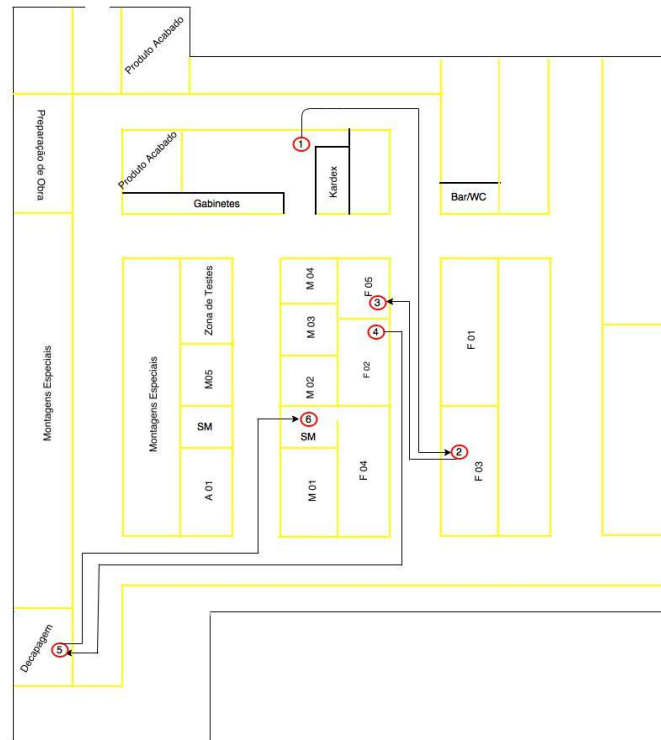 Produto Acabado
Preparação de Obra
Produto Acabado
1
Kardex
Gabinetes
Bar/WC
Montagens Especiais
Montagens Especiais
Zona de Testes
M 04
F 05
3
M 03
4
F 01
M05
M 02
F 02
SM
6
SM
2
F 03
A 01
M 01
F 04
Decapagem
5